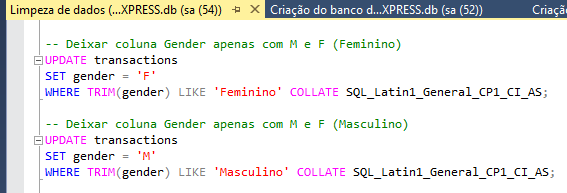 Limpeza de dados (...XPRESS.db (sa (54)) Criação do banco d...XPRESS.db (sa (52)) Criaçã
-- Deixar coluna Gender apenas com M e F (Feminino)
UPDATE transactions
SET gender = 'F'
WHERE TRIM(gender) LIKE 'Feminino' COLLATE SQL_Latin1_General_CP1_CI_AS;
-- Deixar coluna Gender apenas com M e F (Masculino)
UPDATE transactions
SET gender = 'M'
WHERE TRIM(gender) LIKE 'Masculino' COLLATE SQL_Latin1_General_CP1_CI_AS;